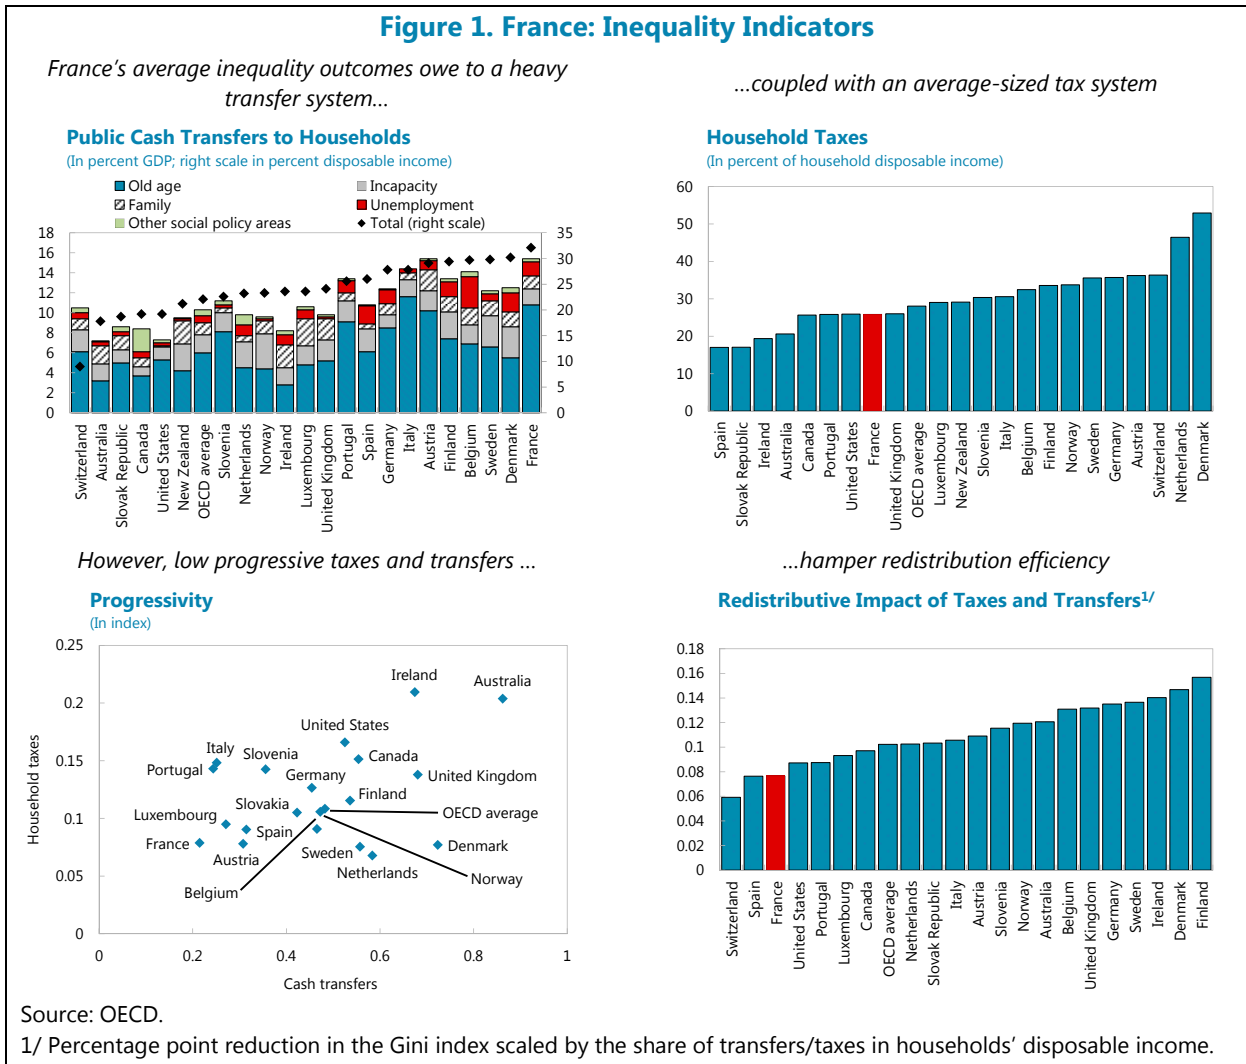 Figure 1. France: Inequality Indicators
France’s average inequality outcomes owe to a heavy
transfer system…
Public Cash Transfers to Households
(In percent GDP; right scale in percent disposable income)
Old age
Incapacity
Family
Unemployment
Other social policy areas
Total (right scale)
18
16
14
12
10
8
6
4
2
0
35
30
25
20
15
10
5
0
Switzerland
Australia
Slovak Republic
Canada
United States
New Zealand
OECD average
Slovenia
Netherlands
Norway
Ireland
Luxembourg
United Kingdom
Portugal
Spain
Germany
Italy
Austria
Finland
Belgium
Sweden
Denmark
France
…coupled with an average-sized tax system
Household Taxes
(In percent of household disposable income)
60
50
40
30
20
10
0
Spain
Slovak Republic
Ireland
Australia
Canada
Portugal
United States
France
United Kingdom
OECD average
Luxembourg
New Zealand
Slovenia
Italy
Belgium
Finland
Norway
Sweden
Germany
Austria
Switzerland
Netherlands
Denmark
However, low progressive taxes and transfers …
Progressivity
(In index)
Household taxes
0.25
0.2
0.15
0.1
0.05
0
Ireland
Australia
United States
Italy
Slovenia
Canada
Portugal
Germany
United Kingdom
Finland
Slovakia
Luxembourg
OECD average
Spain
France
Denmark
Austria
Sweden
Netherlands
Belgium
Norway
0
0.2
0.4
0.6
0.8
1
Cash transfers
…hamper redistribution efficiency
Redistributive Impact of Taxes and Transfers1/
0.18
0.16
0.14
0.12
0.1
0.08
0.06
0.04
0.02
0
Switzerland
Spain
France
United States
Portugal
Luxembourg
Canada
OECD average
Netherlands
Slovak Republic
Italy
Austria
Slovenia
Norway
Australia
Belgium
United Kingdom
Germany
Sweden
Ireland
Denmark
Finland
Source: OECD.
1/ Percentage point reduction in the Gini index scaled by the share of transfers/taxes in households’ disposable income.